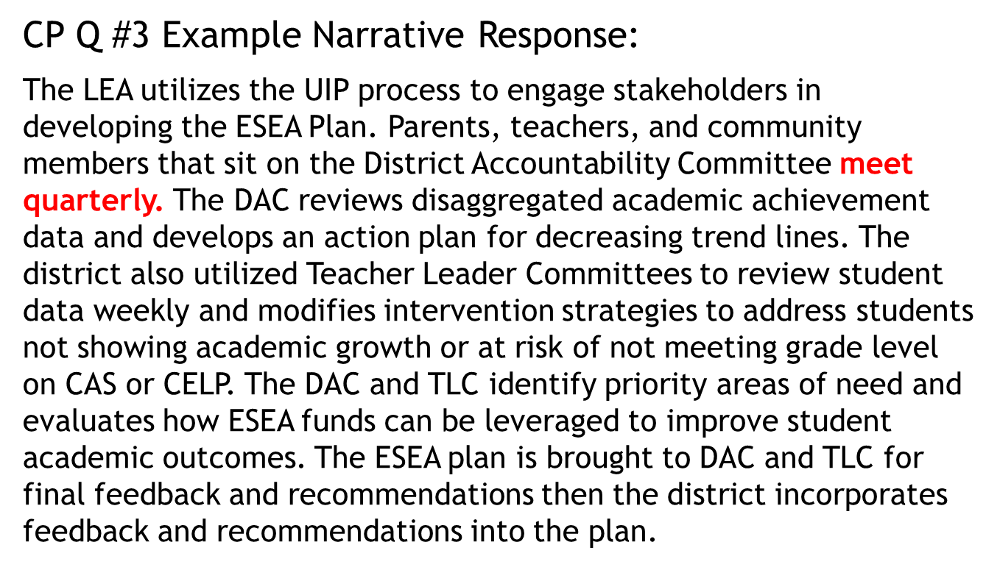 CP Q #3 Example Narrative Response:
The LEA utilizes the UIP process to engage stakeholders in
developing the ESEA Plan. Parents, teachers, and community
members that sit on the District Accountability Committee meet
quarterly. The DAC reviews disaggregated academic achievement
data and develops an action plan for decreasing trend lines. The
district also utilized Teacher Leader Committees to review student
data weekly and modifies intervention strategies to address students
not showing academic growth or at risk of not meeting grade level
on CAS or CELP. The DAC and TLC identify priority areas of need and
evaluates how ESEA funds can be leveraged to improve student
academic outcomes. The ESEA plan is brought to DAC and TLC for
final feedback and recommendations then the district incorporates
feedback and recommendations into the plan.